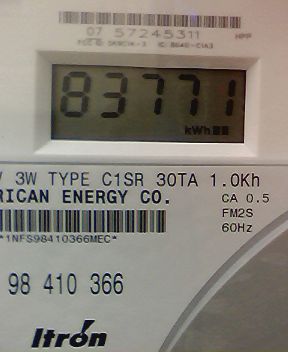 07 57245311
HPP
83771
kWh
3W TYPE C1SR 30TA 1.0Kh
RICAN ENERGY CO.
CA 0.5
FM2S
60Hz
*1NFS98410366MEC*
98 410 366
Itron